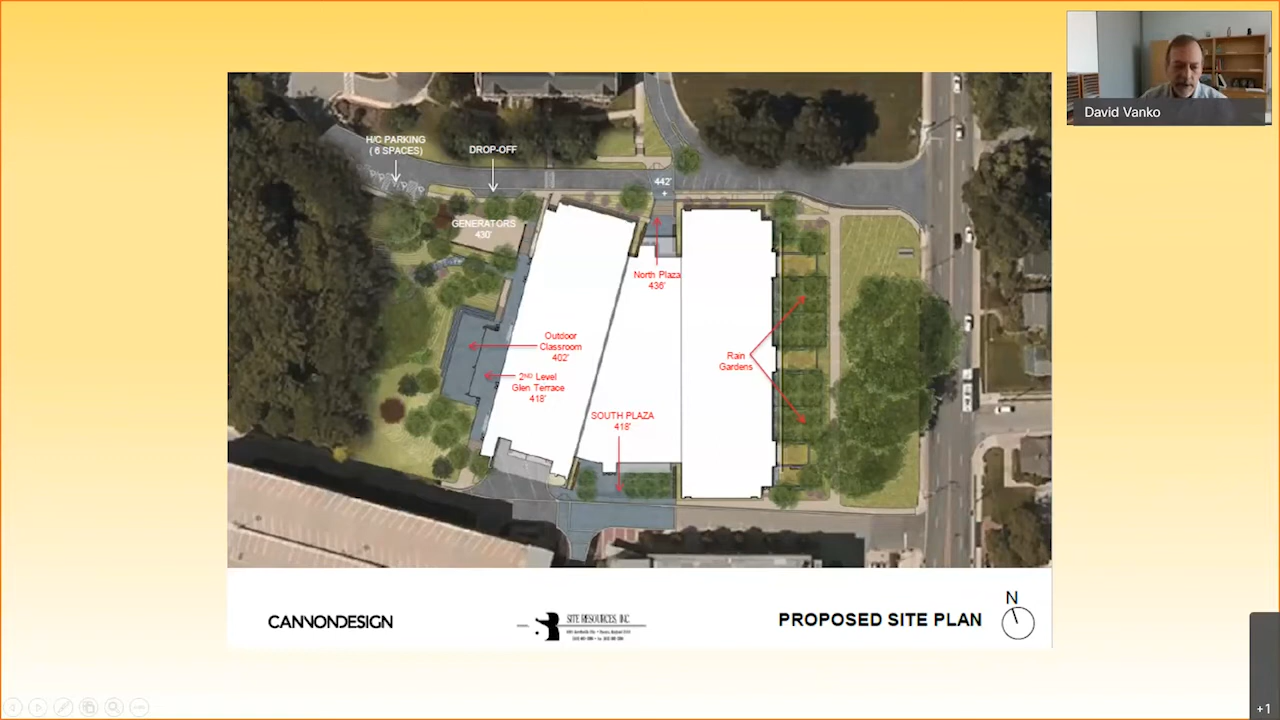 David Vanko
H/C PARKING
( 6 SPACES)
DROP-OFF
442'
+
GENERATORS
430'
North Plaza
436'
Outdoor
Classroom
402'
2ND Level
Glen Terrace
418'
Rain
Gardens
SOUTH PLAZA
418'
CANNONDESIGN
SITE RESOURCES, INC
PROPOSED SITE PLAN
N
+1